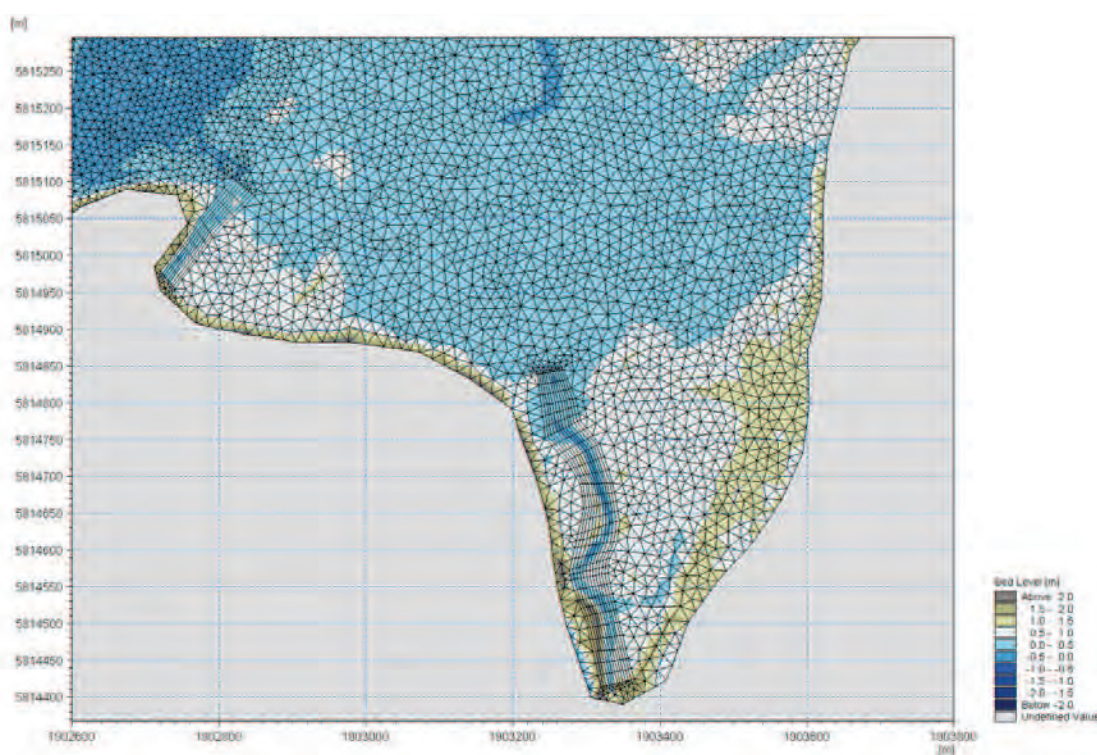 [m]
5815250
5815200
5815150
5815100
5815050
5815000
5814950
5814900
5814850
5814800
5814750
5814700
5814650
5814600
5814550
5814500
5814450
5814400
1902600 1902800 1903000 1903200 1903400 1903600 1903800
[m]
Bed Level [m]
Above 2.0
1.5 - 2.0
1.0 - 1.5
0.5 - 1.0
0.0 - 0.5
-0.5 - 0.0
-1.0 - -0.5
-1.5 - -1.0
-2.0 - -1.5
Below -2.0
Undefined Value